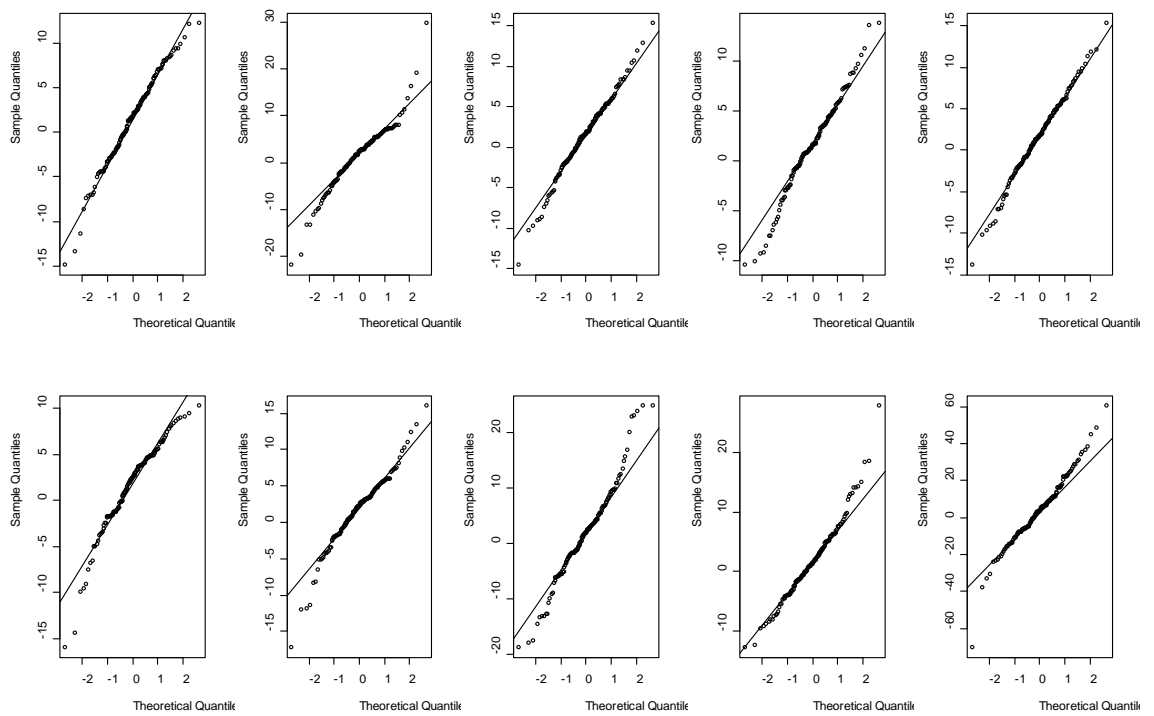 Sample Quantiles
-15 -10 -5 0 5 10
-2 -1 0 1 2
Theoretical Quantile
Sample Quantiles
-20 -10 0 10 20 30
-2 -1 0 1 2
Theoretical Quantile
Sample Quantiles
-15 -10 -5 0 5 10 15
-2 -1 0 1 2
Theoretical Quantile
Sample Quantiles
-10 -5 0 5 10
-2 -1 0 1 2
Theoretical Quantile
Sample Quantiles
-15 -10 -5 0 5 10 15
-2 -1 0 1 2
Theoretical Quantile
Sample Quantiles
-15 -10 -5 0 5 10
-2 -1 0 1 2
Theoretical Quantile
Sample Quantiles
-15 -10 -5 0 5 10 15
-2 -1 0 1 2
Theoretical Quantile
Sample Quantiles
-20 -10 0 10 20
-2 -1 0 1 2
Theoretical Quantile
Sample Quantiles
-10 0 10 20
-2 -1 0 1 2
Theoretical Quantile
Sample Quantiles
-60 -40 -20 0 20 40 60
-2 -1 0 1 2
Theoretical Quantile